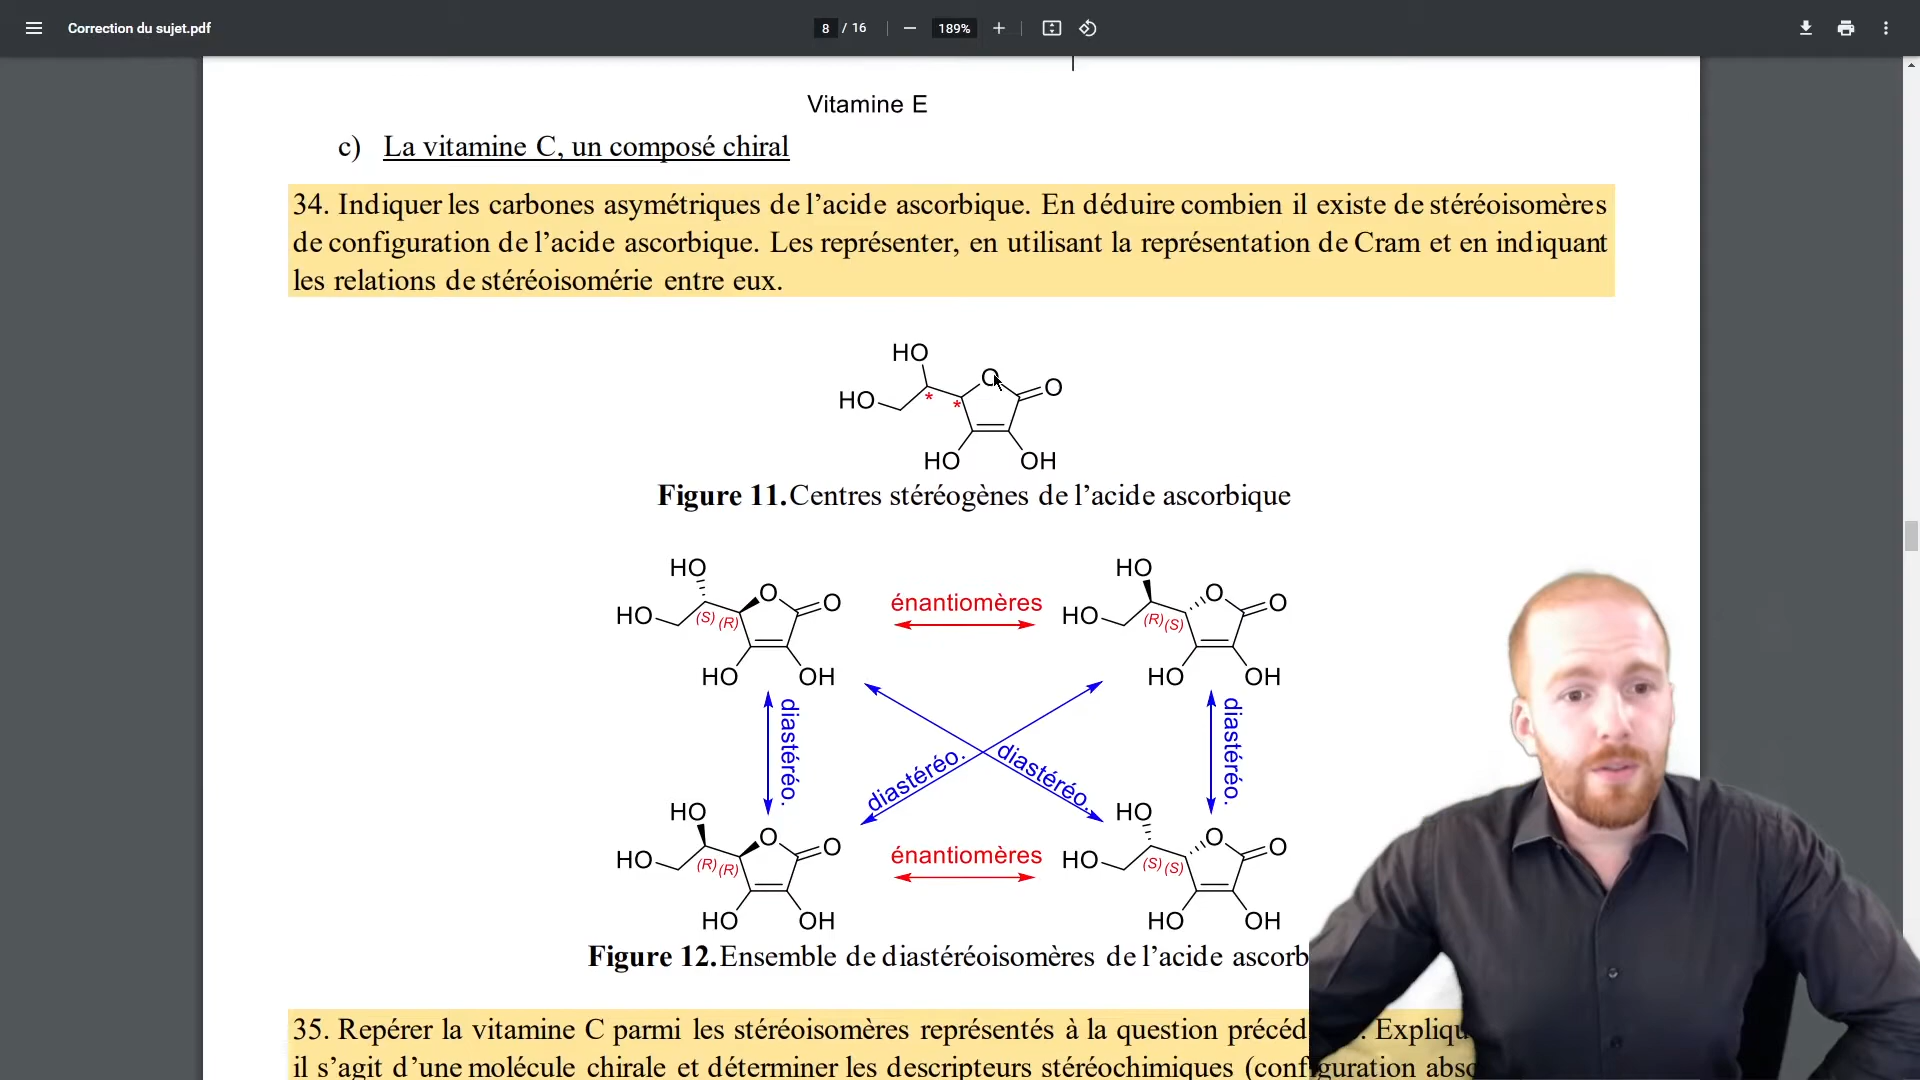 Correction du sujet.pdf
8 / 16
189%
Vitamine E
c) La vitamine C, un composé chiral
34. Indiquer les carbones asymétriques de l’acide ascorbique. En déduire combien il existe de stéréoisomères
de configuration de l’acide ascorbique. Les représenter, en utilisant la représentation de Cram et en indiquant
les relations de stéréoisomérie entre eux.
HO
O
O
HO
*
*
HO
OH
Figure 11. Centres stéréogènes de l’acide ascorbique
HO
O
O
HO
(S) (R)
HO
OH
énantiomères
HO
O
O
HO
(R) (S)
HO
OH
diastéréo.
diastéréo.
diastéréo.
diastéréo.
HO
O
O
HO
(R) (R)
HO
OH
énantiomères
HO
O
O
HO
(S) (S)
HO
OH
Figure 12. Ensemble de diastéréoisomères de l’acide ascorb
35. Repérer la vitamine C parmi les stéréoisomères représentés à la question précéd . Expliqu
il s’agit d’une molécule chirale et déterminer les descripteurs stéréochimiques (configuration abso